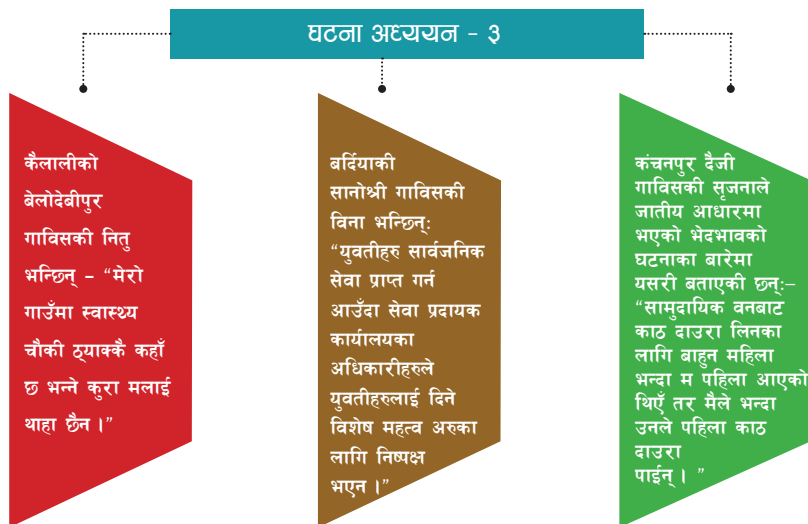 घटना अध्ययन - ३
कैलालीको
बेलोदेबीपुर
गाविसकी नितु
भन्छिन् – “मेरो
गाउँमा स्वास्थ्य
चौकी ठ्याक्कै कहाँ
छ भन्ने कुरा मलाई
थाहा छैन ।”
बर्दियाकी
सानोश्री गाविसकी
विना भन्छिन्ः
“युवतीहरु सार्वजनिक
सेवा प्राप्त गर्न
आउँदा सेवा प्रदायक
कार्यालयका
अधिकारीहरुले
युवतीहरुलाई दिने
विशेष महत्व अरुका
लागि निष्पक्ष
भएन ।”
कंचनपुर दैजी
गाविसकी सृजनाले
जातीय आधारमा
भएको भेदभावको
घटनाका बारेमा
यसरी बताएकी छन्ः–
“सामुदायिक वनबाट
काठ दाउरा लिनका
लागि बाहुन महिला
भन्दा म पहिला आएको
थिएँ तर मैले भन्दा
उनले पहिला काठ
दाउरा
पाईन् । ”